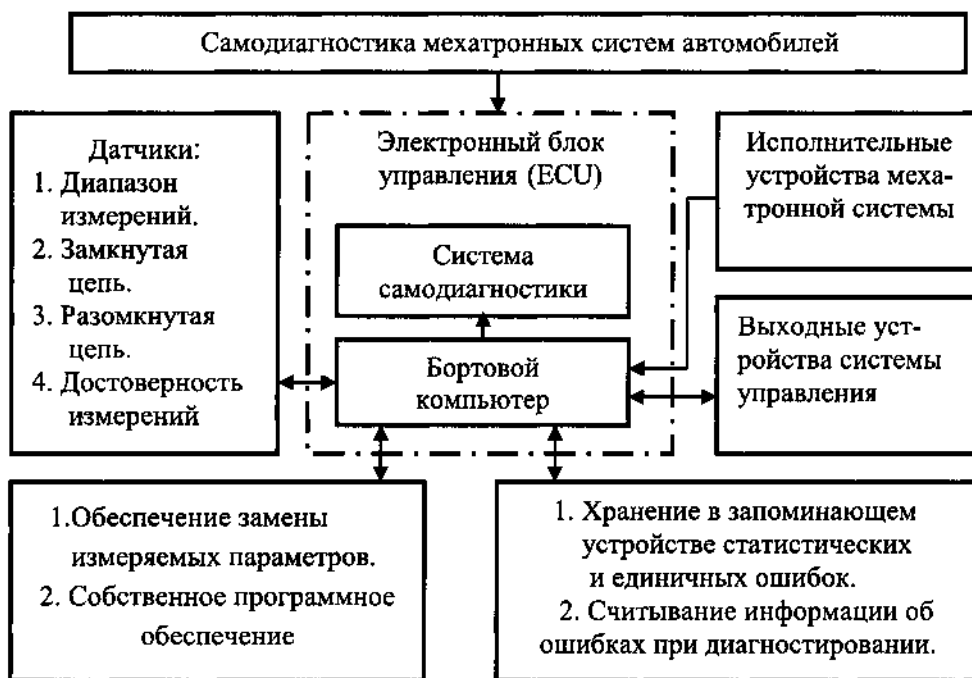 Самодиагностика мехатронных систем автомобилей
Датчики:
1. Диапазон
измерений.
2. Замкнутая
цепь.
3. Разомкнутая
цепь.
4. Достоверность
измерений
Электронный блок
управления (ECU)
Система
самодиагностики
Бортовой
компьютер
Исполнительные
устройства меха-
тронной системы
Выходные уст-
ройства системы
управления
1.Обеспечение замены
измеряемых параметров.
2. Собственное программное
обеспечение
1. Хранение в запоминающем
устройстве статистических
и единичных ошибок.
2. Считывание информации об
ошибках при диагностировании.